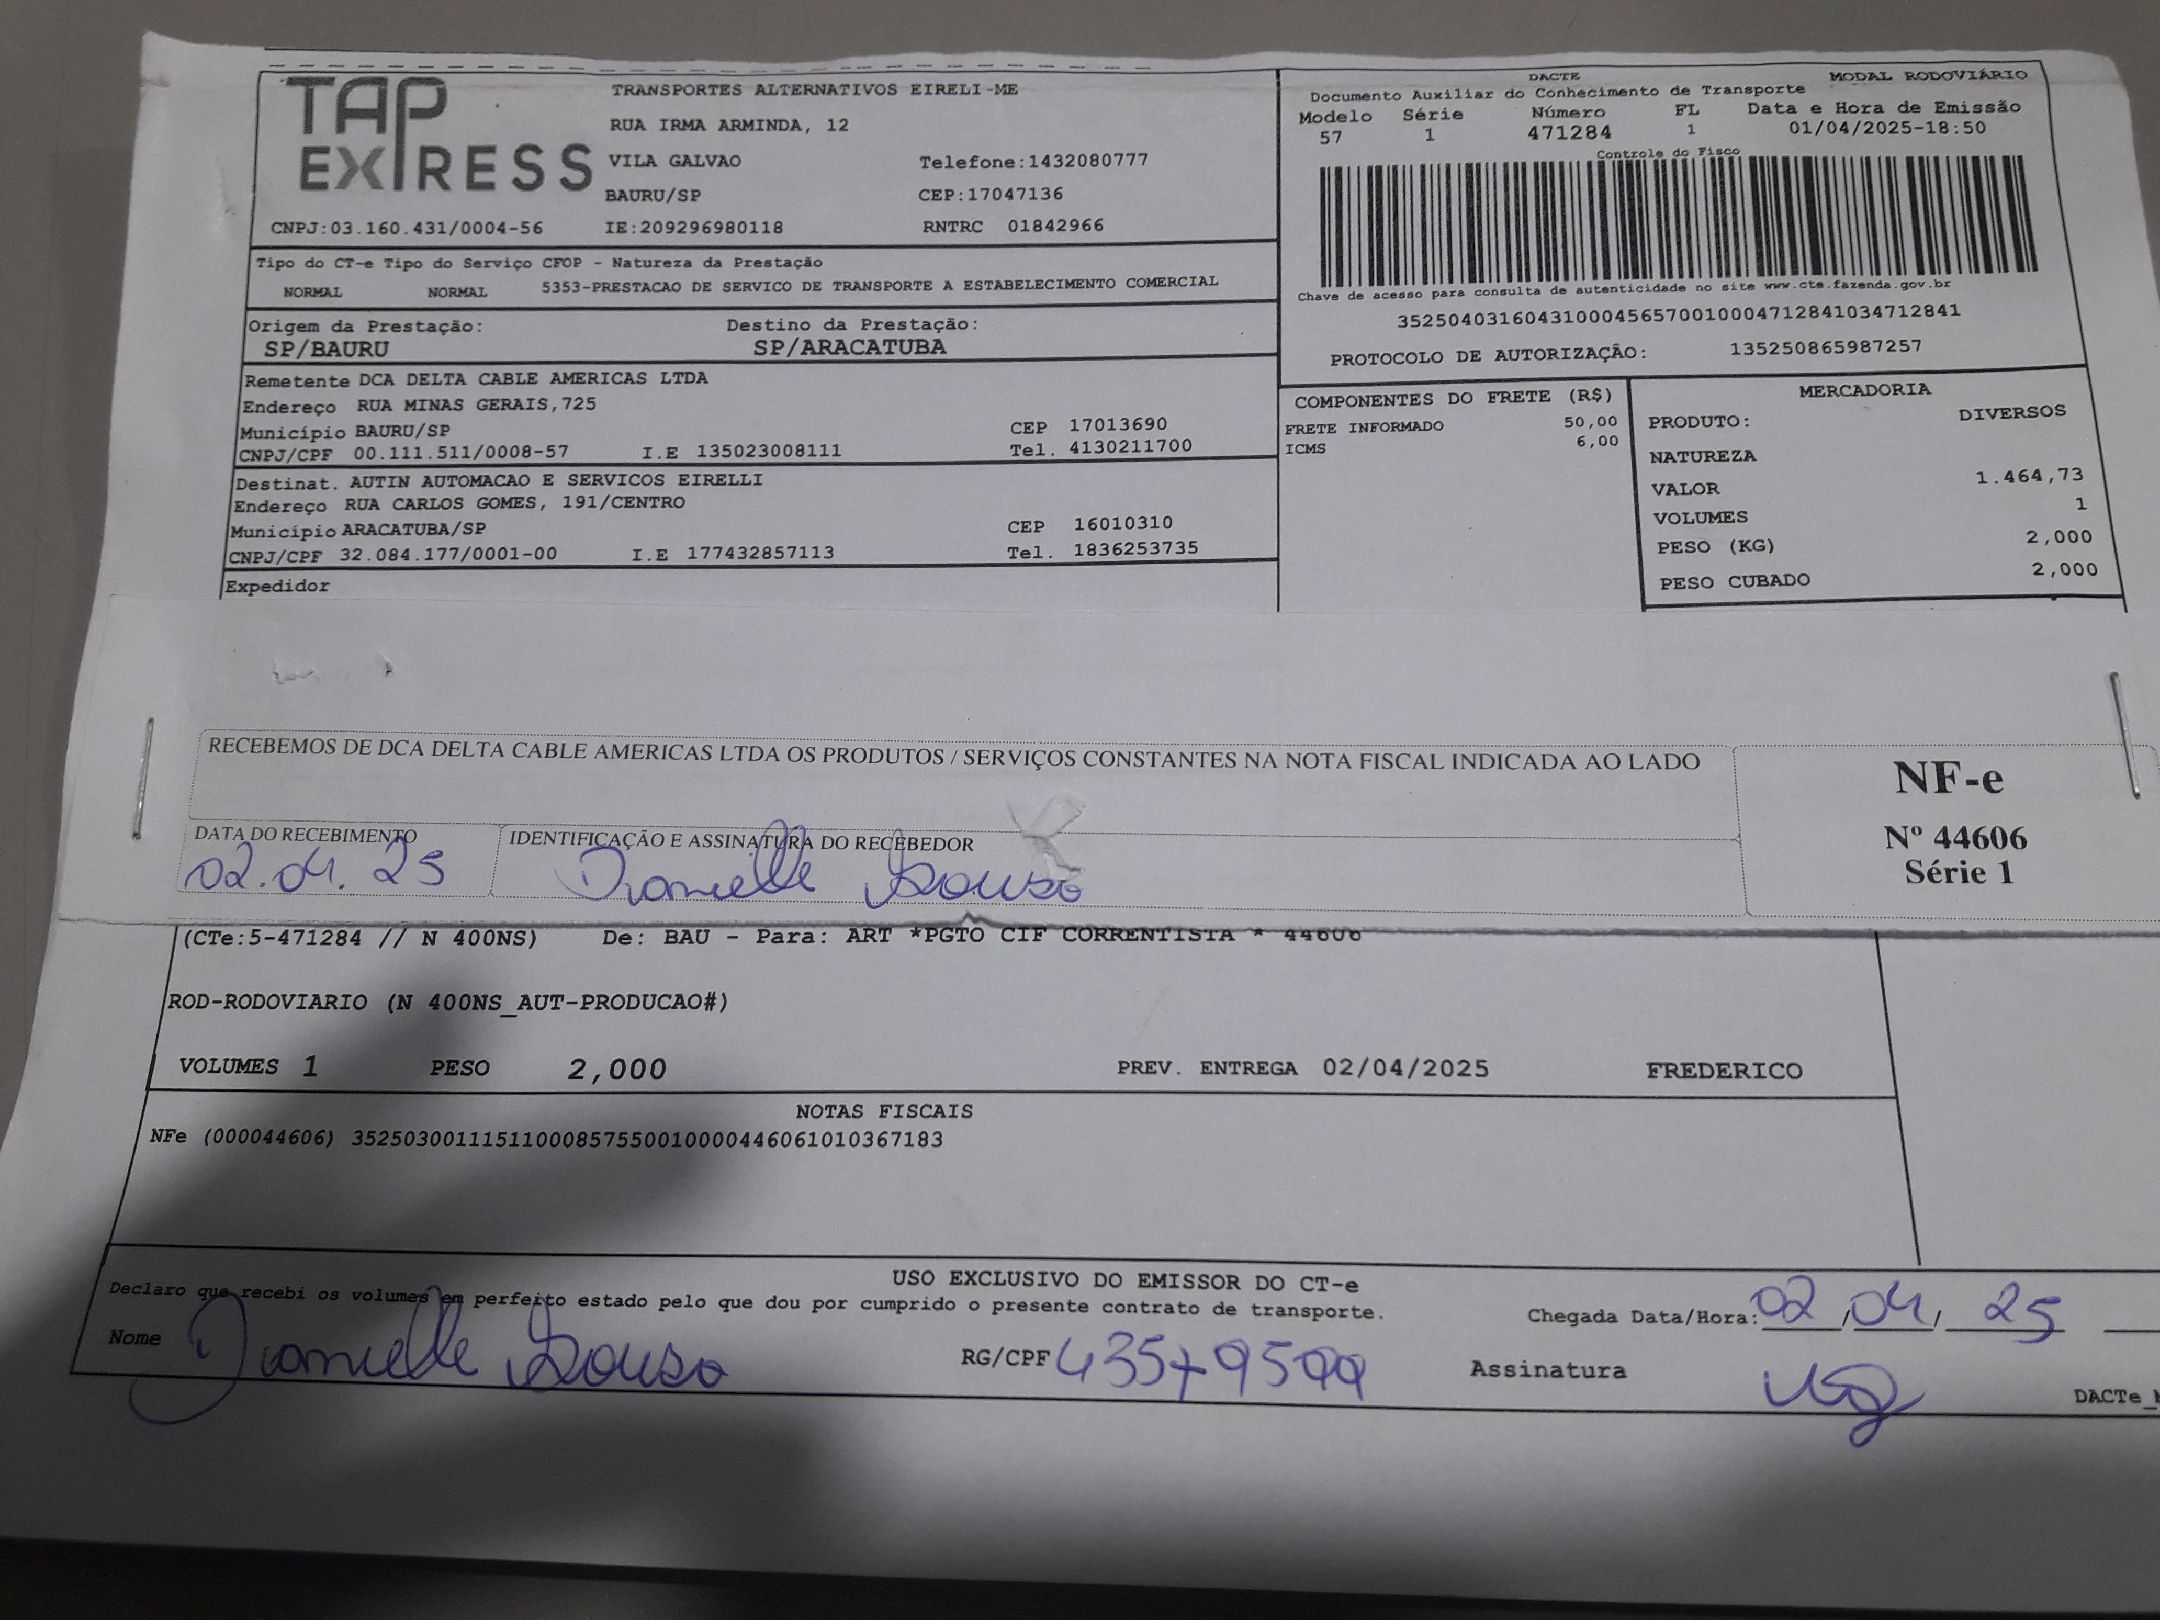 TAP EXPRESS
TRANSPORTES ALTERNATIVOS EIRELI-ME
RUA IRMA ARMINDA, 12
VILA GALVAO Telefone:1432080777
BAURU/SP CEP:17047136
CNPJ:03.160.431/0004-56 IE:209296980118 RNTRC 01842966
DACTE MODAL RODOVIÁRIO
Documento Auxiliar do Conhecimento de Transporte
Modelo Série Número FL Data e Hora de Emissão
57 1 471284 1 01/04/2025-18:50
Controle do Fisco
Chave de acesso para consulta de autenticidade no site www.cte.fazenda.gov.br
35250403160431000456570010004712841034712841
PROTOCOLO DE AUTORIZAÇÃO: 135250865987257
Tipo do CT-e Tipo do Serviço CFOP - Natureza da Prestação
NORMAL NORMAL 5353-PRESTACAO DE SERVICO DE TRANSPORTE A ESTABELECIMENTO COMERCIAL
Origem da Prestação: Destino da Prestação:
SP/BAURU SP/ARACATUBA
Remetente DCA DELTA CABLE AMERICAS LTDA
Endereço RUA MINAS GERAIS,725
Município BAURU/SP CEP 17013690
CNPJ/CPF 00.111.511/0008-57 I.E 135023008111 Tel. 4130211700
Destinat. AUTIN AUTOMACAO E SERVICOS EIRELLI
Endereço RUA CARLOS GOMES, 191/CENTRO
Município ARACATUBA/SP CEP 16010310
CNPJ/CPF 32.084.177/0001-00 I.E 177432857113 Tel. 1836253735
Expedidor
COMPONENTES DO FRETE (R$)
FRETE INFORMADO 50,00
ICMS 6,00
MERCADORIA
PRODUTO: DIVERSOS
NATUREZA
VALOR 1.464,73
VOLUMES 1
PESO (KG) 2,000
PESO CUBADO 2,000
RECEBEMOS DE DCA DELTA CABLE AMERICAS LTDA OS PRODUTOS / SERVIÇOS CONSTANTES NA NOTA FISCAL INDICADA AO LADO
DATA DO RECEBIMENTO IDENTIFICAÇÃO E ASSINATURA DO RECEBEDOR
02.04.25 Danielle Souza
NF-e
Nº 44606
Série 1
(CTe:5-471284 // N 400NS) De: BAU - Para: ART *PGTO CIF CORRENTISTA * 44606
ROD-RODOVIARIO (N 400NS_AUT-PRODUCAO#)
VOLUMES 1 PESO 2,000 PREV. ENTREGA 02/04/2025 FREDERICO
NOTAS FISCAIS
NFe (000044606) 35250300111511000857550010000446061010367183
USO EXCLUSIVO DO EMISSOR DO CT-e
Declaro que recebi os volumes em perfeito estado pelo que dou por cumprido o presente contrato de transporte.
Chegada Data/Hora: 02/04/25
Nome Danielle Souza RG/CPF Assinatura
DACTe_